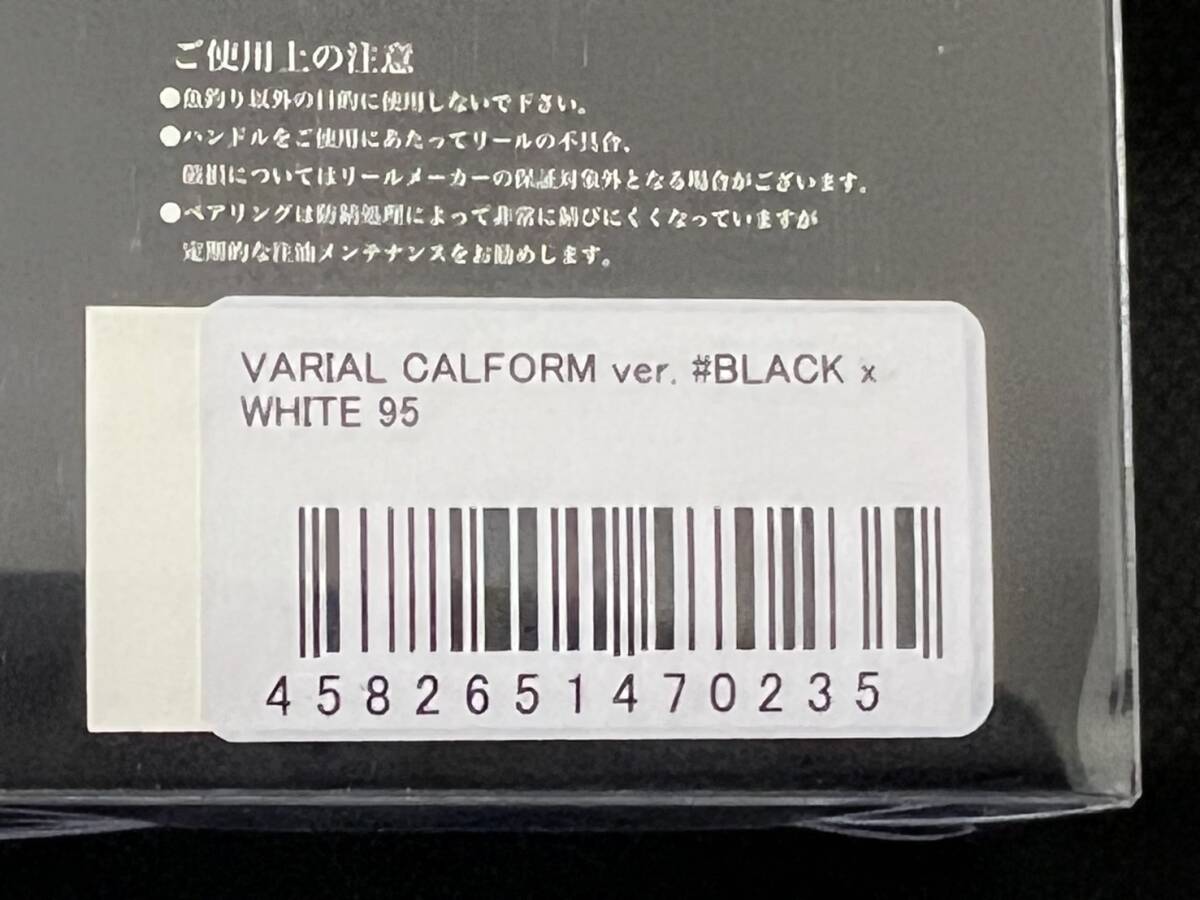 ご使用上の注意
●魚釣り以外の目的に使用しないで下さい。
●ハンドルをご使用にあたってリールの不具合、
破損についてはリールメーカーの保証対象外となる場合がございます。
●ベアリングは防錆処理によって非常に錆びにくくなっていますが
定期的な注油メンテナンスをお勧めします。
VARIAL CALFORM ver. #BLACK x
WHITE 95
4582651470235